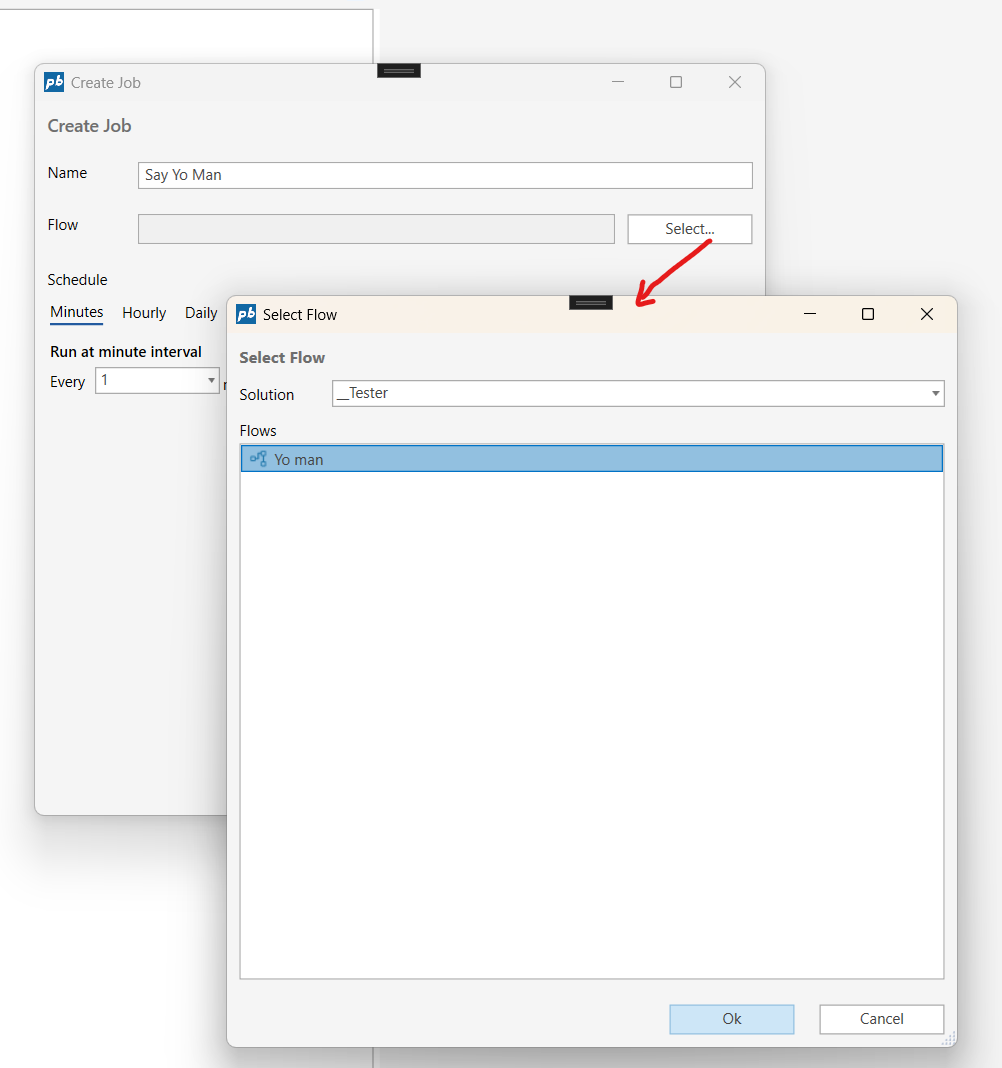 pb Create Job
Create Job
Name Say Yo Man
Flow Select...
Schedule
Minutes Hourly Daily
Run at minute interval
Every 1
pb Select Flow
Select Flow
Solution __Tester
Flows
Yo man
Ok Cancel